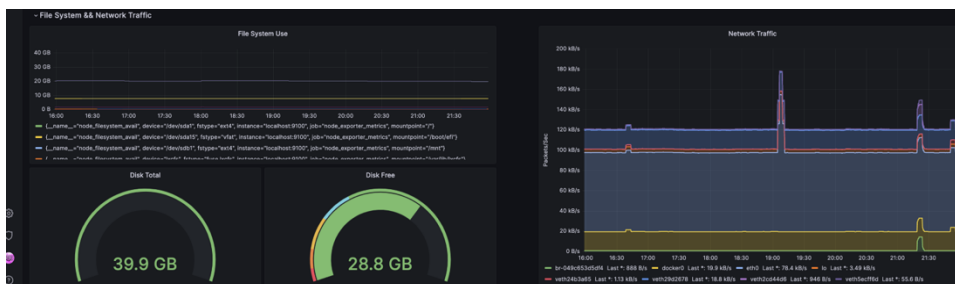 ~ File System && Network Traffic
File System Use
40 GB
30 GB
20 GB
10 GB
0 B
16:00 16:30 17:00 17:30 18:00 18:30 19:00 19:30 20:00 20:30 21:00 21:30
{__name__="node_filesystem_avail", device="/dev/sda1", fstype="ext4", instance="localhost:9100", job="node_exporter_metrics", mountpoint="/"}
{__name__="node_filesystem_avail", device="/dev/sda15", fstype="vfat", instance="localhost:9100", job="node_exporter_metrics", mountpoint="/boot/efi"}
{__name__="node_filesystem_avail", device="/dev/sdb1", fstype="ext4", instance="localhost:9100", job="node_exporter_metrics", mountpoint="/mnt"}
Disk Total
39.9 GB
Disk Free
28.8 GB
Network Traffic
Packets/Sec
200 kB/s
180 kB/s
160 kB/s
140 kB/s
120 kB/s
100 kB/s
80 kB/s
60 kB/s
40 kB/s
20 kB/s
0 B/s
16:00 16:30 17:00 17:30 18:00 18:30 19:00 19:30 20:00 20:30 21:00 21:30
br-049c653d5df4 Last *: 888 B/s docker0 Last *: 19.9 kB/s eth0 Last *: 78.4 kB/s lo Last *: 3.49 kB/s
veth24b3a65 Last *: 1.13 kB/s veth29d2678 Last *: 18.8 kB/s veth2cd44d6 Last *: 946 B/s veth5ecff6d Last *: 55.6 B/s